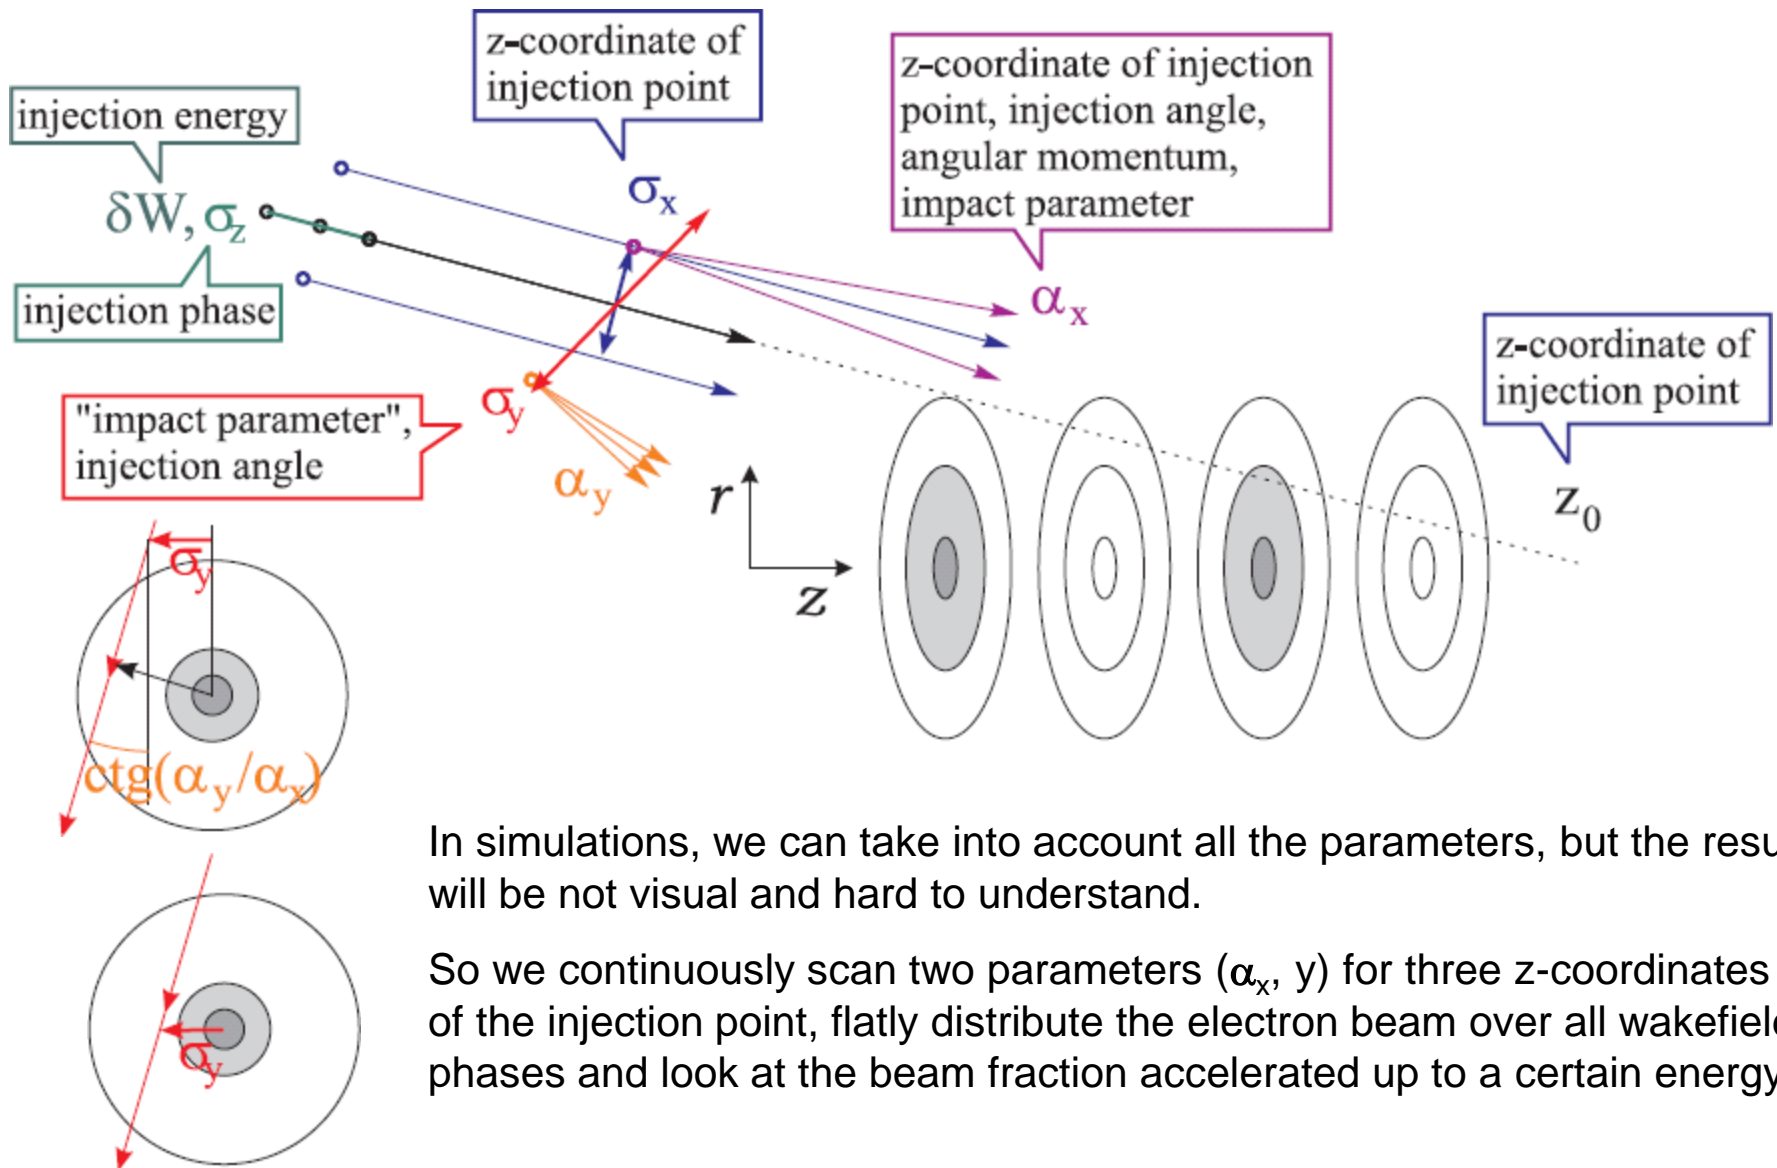 z-coordinate of
injection point
z-coordinate of injection
point, injection angle,
angular momentum,
impact parameter
injection energy
δW, σz
injection phase
σx
αx
z-coordinate of
injection point
z0
"impact parameter",
injection angle
σy
αy
r
z
σy
ctg(αy/αx)
σy
In simulations, we can take into account all the parameters, but the resu
will be not visual and hard to understand.
So we continuously scan two parameters (αx, y) for three z-coordinates
of the injection point, flatly distribute the electron beam over all wakefield
phases and look at the beam fraction accelerated up to a certain energy